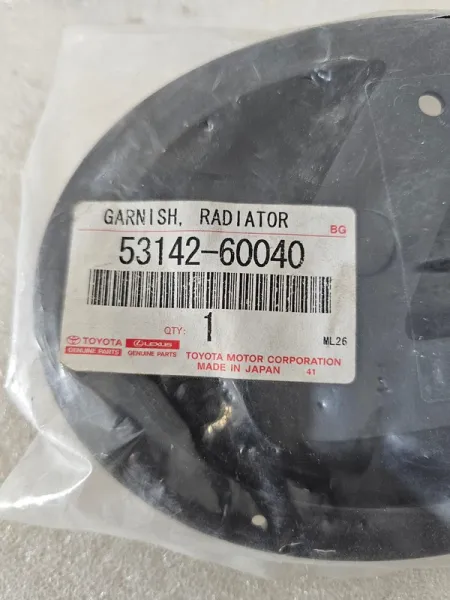 GARNISH, RADIATOR
BG
53142-60040
QTY: 1
ML26
TOYOTA
GENUINE PARTS
LEXUS
GENUINE PARTS
TOYOTA MOTOR CORPORATION
MADE IN JAPAN 41